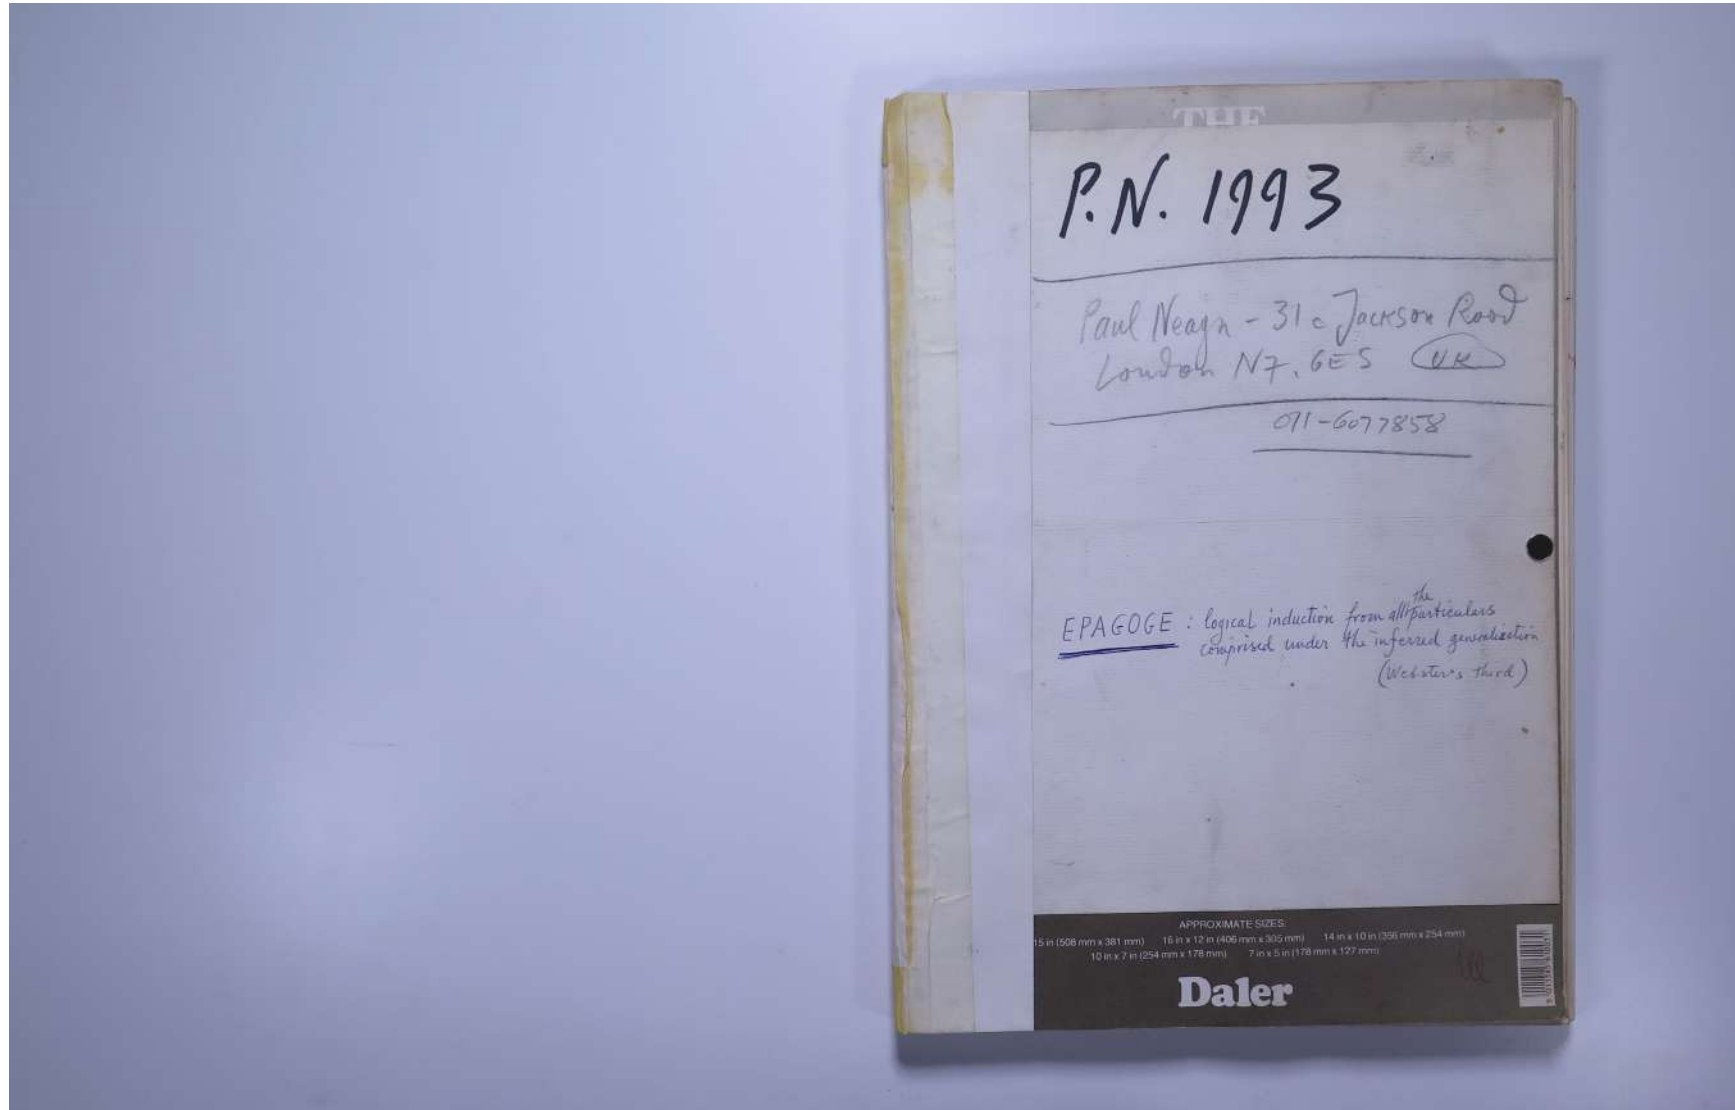 THE
P.N. 1993
Paul Neagu - 31c Jackson Road
London N7. 6ES UK
071-6077858
EPAGOGE : logical induction from all the particulars
comprised under the inferred generalization
(Webster's third)
APPROXIMATE SIZES:
15 in (508 mm x 381 mm) 16 in x 12 in (406 mm x 305 mm) 14 in x 10 in (356 mm x 254 mm)
10 in x 7 in (254 mm x 178 mm) 7 in x 5 in (178 mm x 127 mm)
Daler